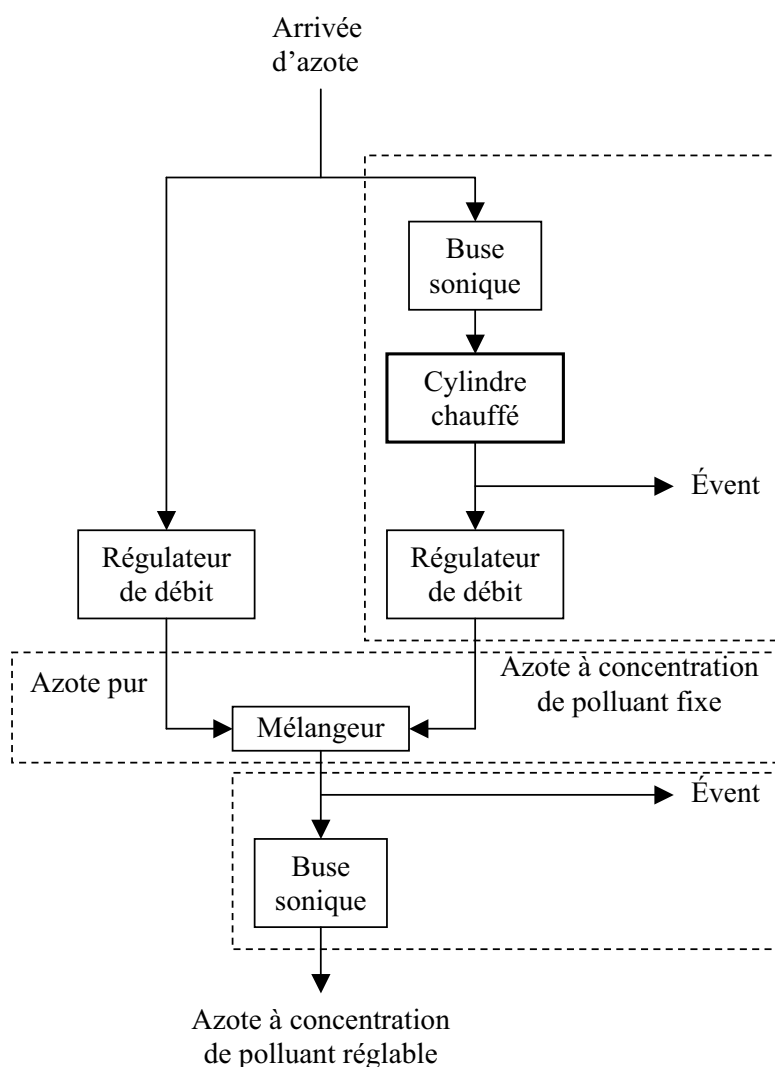 Arrivée
d’azote
Buse
sonique
Cylindre
chauffé
Évent
Régulateur
de débit
Régulateur
de débit
Azote pur
Azote à concentration
de polluant fixe
Mélangeur
Évent
Buse
sonique
Azote à concentration
de polluant réglable